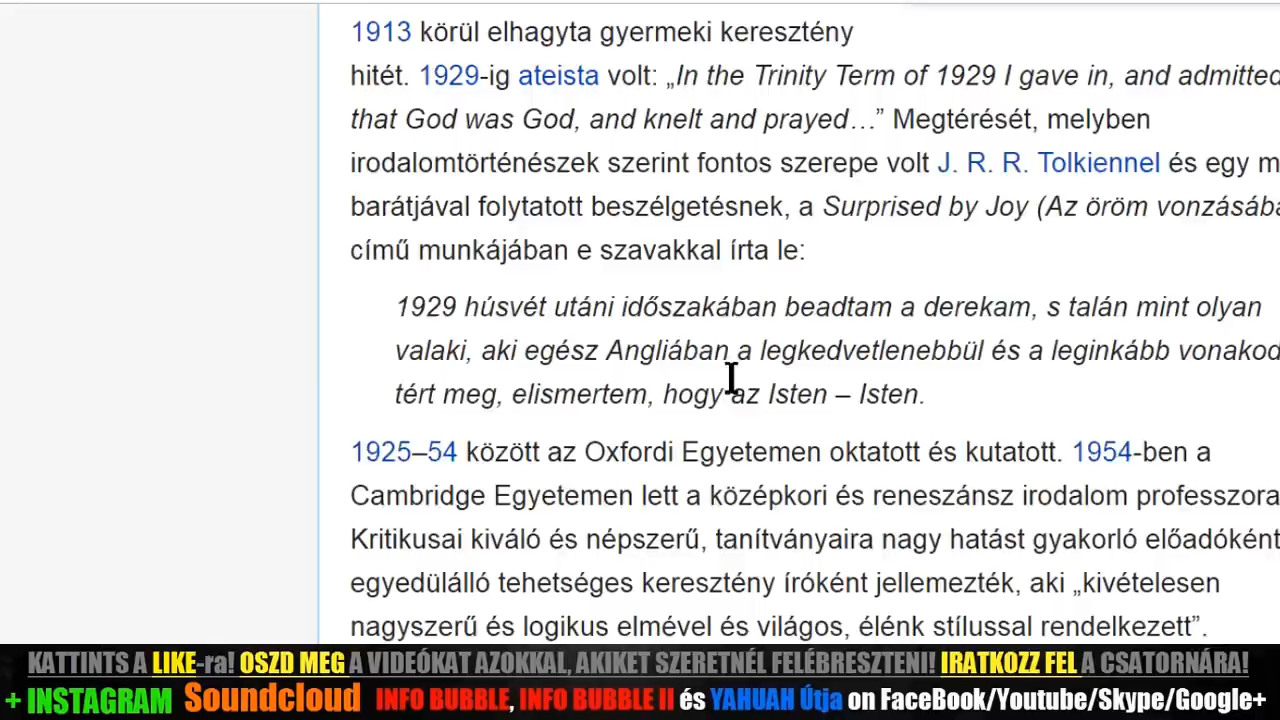 1913 körül elhagyta gyermeki keresztény
hitét. 1929-ig ateista volt: „In the Trinity Term of 1929 I gave in, and admitted
that God was God, and knelt and prayed…” Megtérését, melyben
irodalomtörténészek szerint fontos szerepe volt J. R. R. Tolkiennel és egy m
barátjával folytatott beszélgetésnek, a Surprised by Joy (Az öröm vonzásába
című munkájában e szavakkal írta le:
1929 húsvét utáni időszakában beadtam a derekam, s talán mint olyan
valaki, aki egész Angliában a legkedvetlenebbül és a leginkább vonakod
tért meg, elismertem, hogy az Isten – Isten.
1925–54 között az Oxfordi Egyetemen oktatott és kutatott. 1954-ben a
Cambridge Egyetemen lett a középkori és reneszánsz irodalom professzora
Kritikusai kiváló és népszerű, tanítványaira nagy hatást gyakorló előadóként
egyedülálló tehetséges keresztény íróként jellemezték, aki „kivételesen
nagyszerű és logikus elmével és világos, élénk stílussal rendelkezett”.
KATTINTS A LIKE-ra! OSZD MEG A VIDEÓKAT AZOKKAL, AKIKET SZERETNÉL FELÉBRESZTENI! IRATKOZZ FEL A CSATORNÁRA!
+ INSTAGRAM Soundcloud INFO BUBBLE, INFO BUBBLE II és YAHUAH Útja on FaceBook/Youtube/Skype/Google+